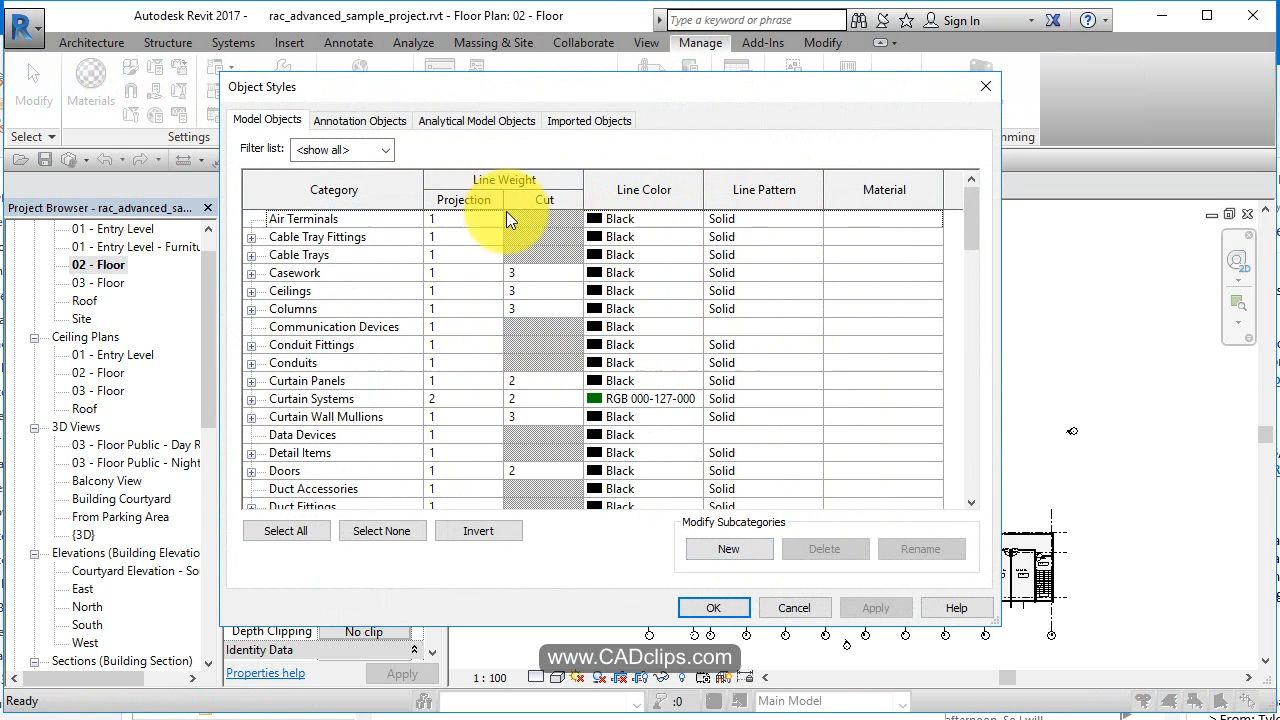 Autodesk Revit 2017 - rac_advanced_sample_project.rvt - Floor Plan: 02 - Floor
Type a keyword or phrase
Sign In
Architecture Structure Systems Insert Annotate Analyze Massing & Site Collaborate View Manage Add-Ins Modify
Modify Materials
Select Settings
Object Styles
Model Objects Annotation Objects Analytical Model Objects Imported Objects
Filter list: <show all>
Category Line Weight Line Color Line Pattern Material
Projection Cut
Air Terminals 1 Black Solid
Cable Tray Fittings 1 Black Solid
Cable Trays 1 Black Solid
Casework 1 3 Black Solid
Ceilings 1 3 Black Solid
Columns 1 3 Black Solid
Communication Devices 1 Black
Conduit Fittings 1 Black Solid
Conduits 1 Black Solid
Curtain Panels 1 2 Black Solid
Curtain Systems 2 2 RGB 000-127-000 Solid
Curtain Wall Mullions 1 3 Black Solid
Data Devices 1 Black
Detail Items 1 Black Solid
Doors 1 2 Black Solid
Duct Accessories 1 Black Solid
Duct Fittings 1 Black Solid
Select All Select None Invert
Modify Subcategories
New Delete Rename
OK Cancel Apply Help
Project Browser - rac_advanced_sa...
01 - Entry Level
01 - Entry Level - Furnitu
02 - Floor
03 - Floor
Roof
Site
Ceiling Plans
01 - Entry Level
02 - Floor
03 - Floor
Roof
3D Views
03 - Floor Public - Day R
03 - Floor Public - Night
Balcony View
Building Courtyard
From Parking Area
{3D}
Elevations (Building Elevatio
Courtyard Elevation - So
East
North
South
West
Sections (Building Section)
Depth Clipping No clip
Identity Data
Properties help Apply
1 : 100
www.CADclips.com
Ready
:0
Main Model